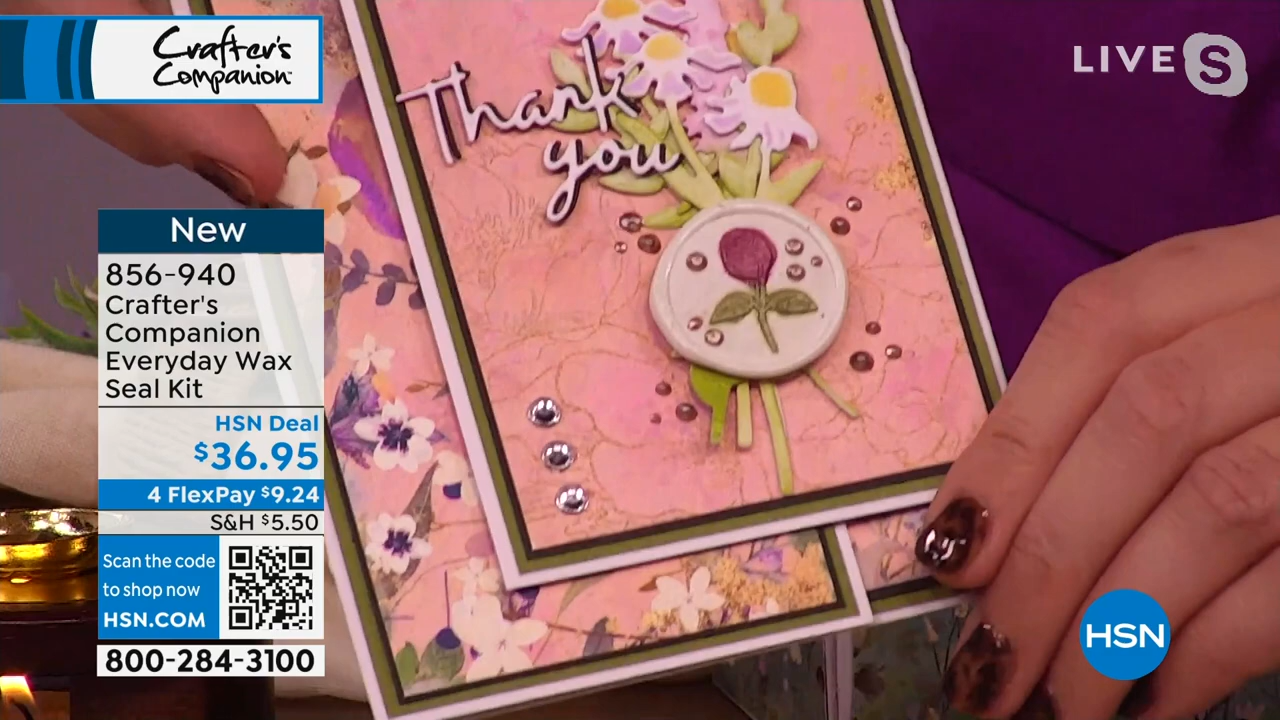 Crafter's
Companion
LIVE S
Thank
you
New
856-940
Crafter's
Companion
Everyday Wax
Seal Kit
HSN Deal
$36.95
4 FlexPay $9.24
S&H $5.50
Scan the code
to shop now
HSN.COM
800-284-3100
HSN